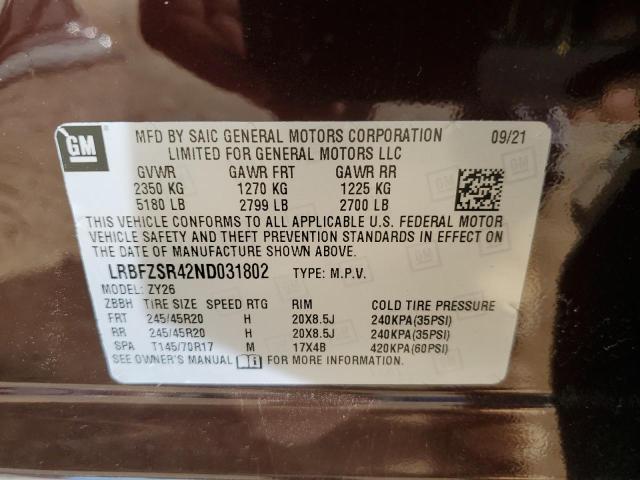 GM
MFD BY SAIC GENERAL MOTORS CORPORATION 09/21
LIMITED FOR GENERAL MOTORS LLC
GVWR GAWR FRT GAWR RR
2350 KG 1270 KG 1225 KG
5180 LB 2799 LB 2700 LB
THIS VEHICLE CONFORMS TO ALL APPLICABLE U.S. FEDERAL MOTOR
VEHICLE SAFETY AND THEFT PREVENTION STANDARDS IN EFFECT ON
THE DATE OF MANUFACTURE SHOWN ABOVE.
LRBFZSR42ND031802 TYPE: M.P.V.
MODEL: ZY26
ZBBH TIRE SIZE SPEED RTG RIM COLD TIRE PRESSURE
FRT 245/45R20 H 20X8.5J 240KPA(35PSI)
RR 245/45R20 H 20X8.5J 240KPA(35PSI)
SPA T145/70R17 M 17X4B 420KPA(60PSI)
SEE OWNER'S MANUAL FOR MORE INFORMATION.